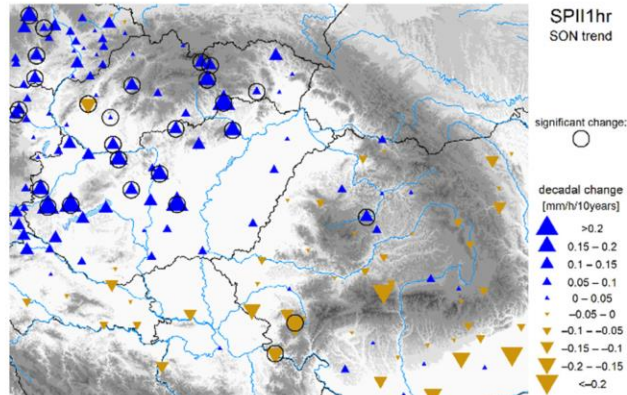 SPII1hr
SON trend
significant change:
decadal change
[mm/h/10years]
>0.2
0.15 – 0.2
0.1 – 0.15
0.05 – 0.1
0 – 0.05
–0.05 – 0
–0.1 – –0.05
–0.15 – –0.1
–0.2 – –0.15
<–0.2